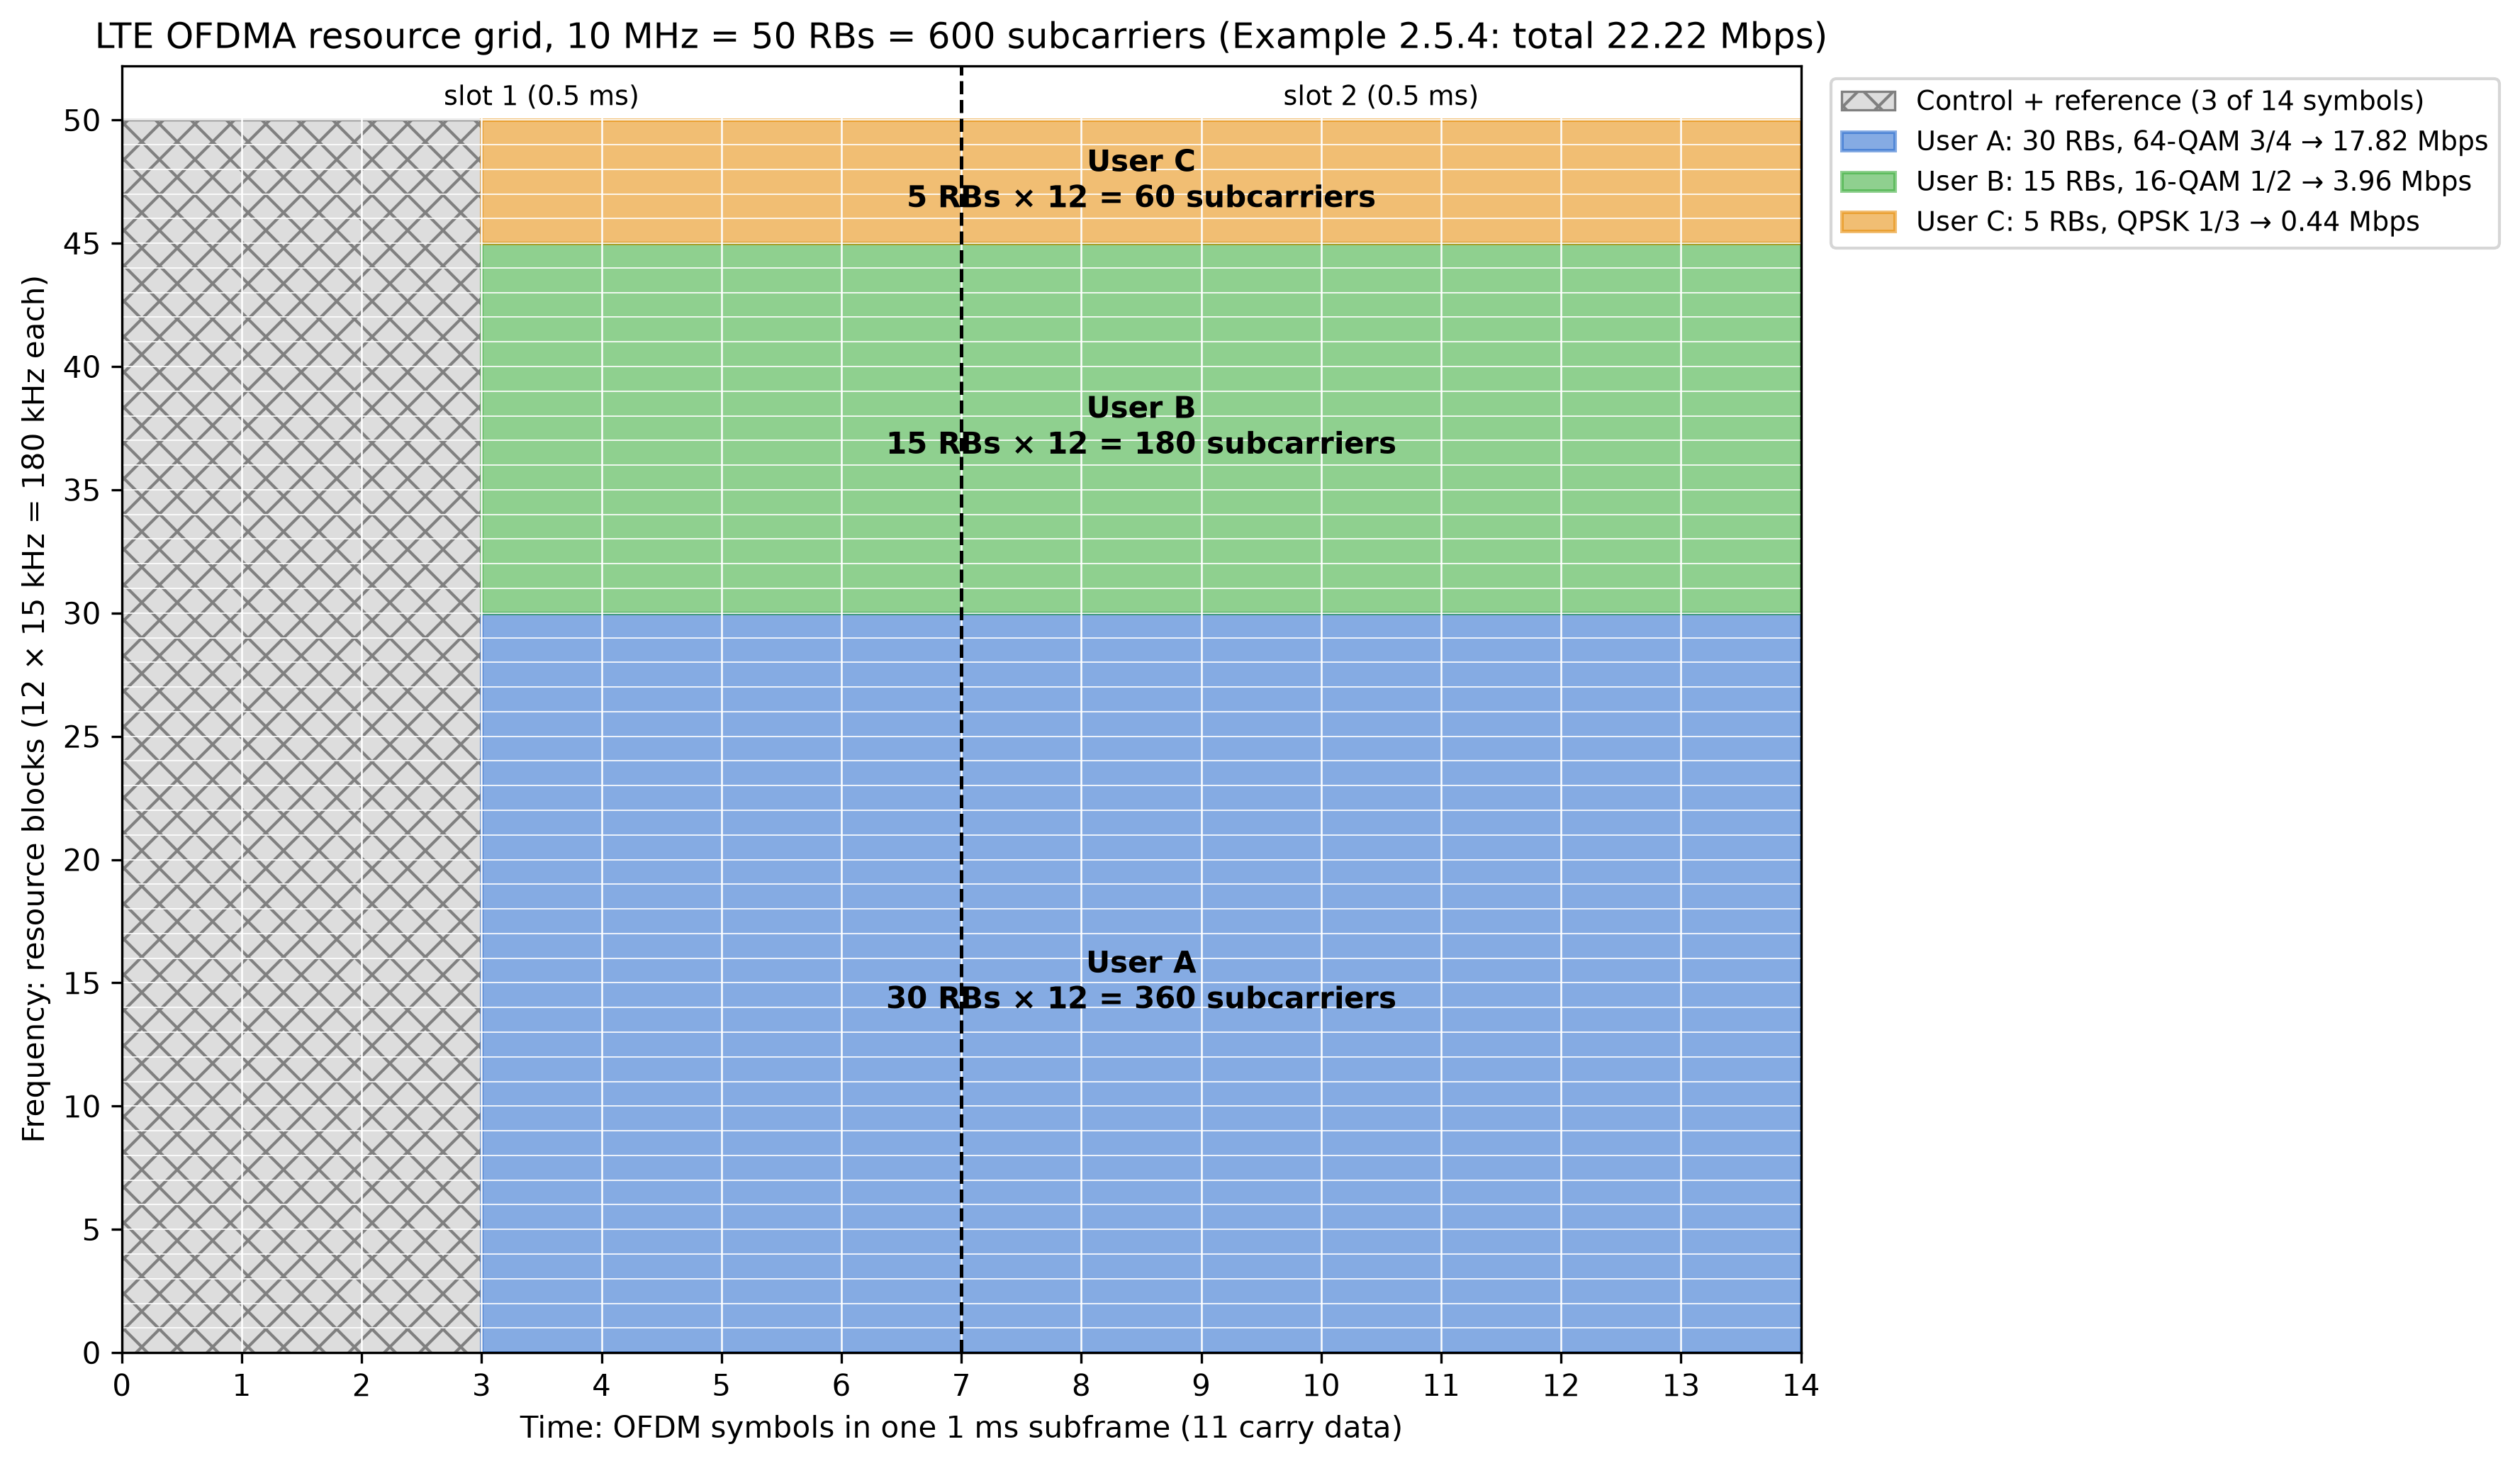 LTE OFDMA resource grid, 10 MHz = 50 RBs = 600 subcarriers (Example 2.5.4: total 22.22 Mbps)
slot 1 (0.5 ms)
slot 2 (0.5 ms)
Control + reference (3 of 14 symbols)
User A: 30 RBs, 64-QAM 3/4 → 17.82 Mbps
User B: 15 RBs, 16-QAM 1/2 → 3.96 Mbps
User C: 5 RBs, QPSK 1/3 → 0.44 Mbps
Frequency: resource blocks (12 × 15 kHz = 180 kHz each)
50
45
40
35
30
25
20
15
10
5
0
User C
5 RBs × 12 = 60 subcarriers
User B
15 RBs × 12 = 180 subcarriers
User A
30 RBs × 12 = 360 subcarriers
0 1 2 3 4 5 6 7 8 9 10 11 12 13 14
Time: OFDM symbols in one 1 ms subframe (11 carry data)